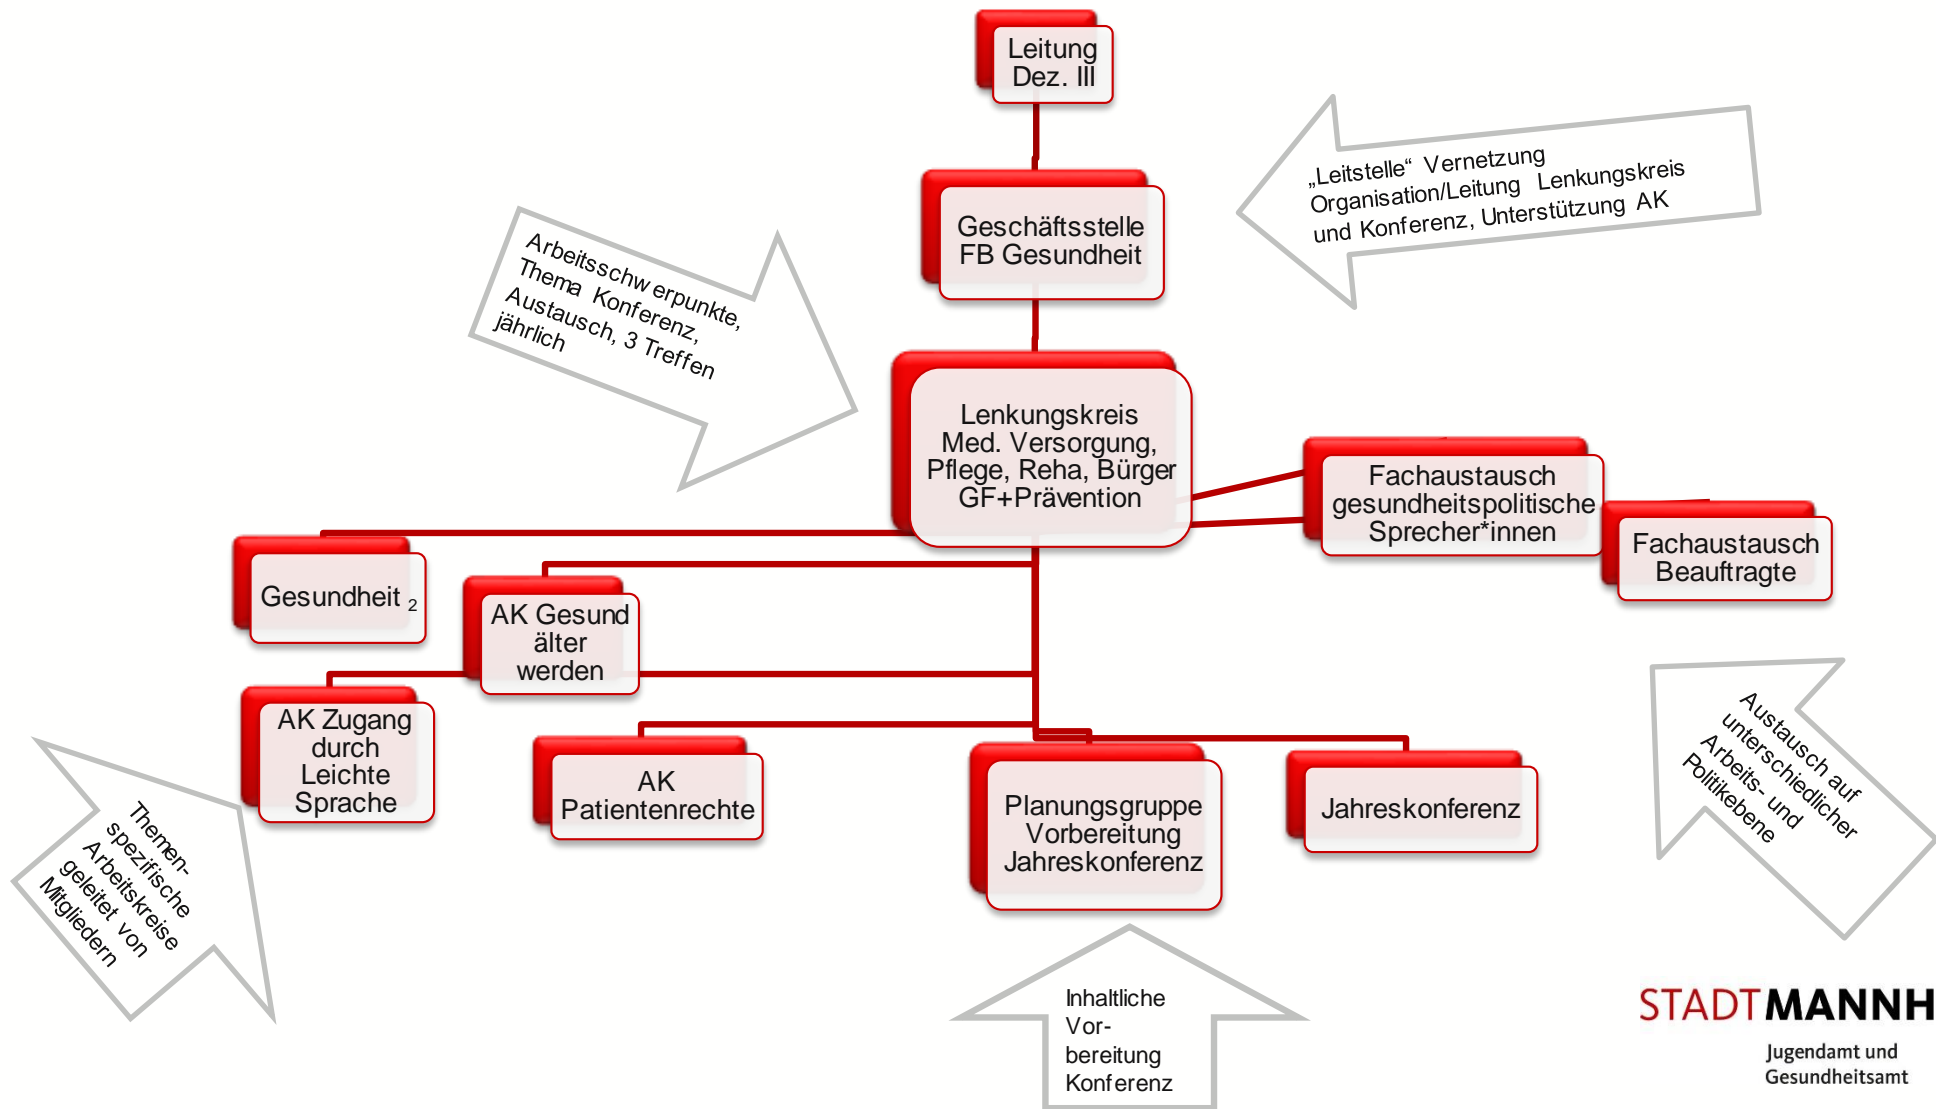 Leitung
Dez. III
„Leitstelle“ Vernetzung
Organisation/Leitung Lenkungskreis
und Konferenz, Unterstützung AK
Geschäftsstelle
FB Gesundheit
Arbeitsschwerpunkte,
Thema Konferenz,
Austausch, 3 Treffen
jährlich
Lenkungskreis
Med. Versorgung,
Pflege, Reha, Bürger
GF+Prävention
Fachaustausch
gesundheitspolitische
Sprecher*innen
Fachaustausch
Beauftragte
Gesundheit 2
AK Gesund
älter
werden
AK Zugang
durch
Leichte
Sprache
AK
Patientenrechte
Planungsgruppe
Vorbereitung
Jahreskonferenz
Jahreskonferenz
Austausch auf
unterschiedlicher
Arbeits- und
Politikebene
Themen-
spezifische
Arbeitskreise
geleitet von
Mitgliedern
Inhaltliche
Vor-
bereitung
Konferenz
STADTMANNH
Jugendamt und
Gesundheitsamt